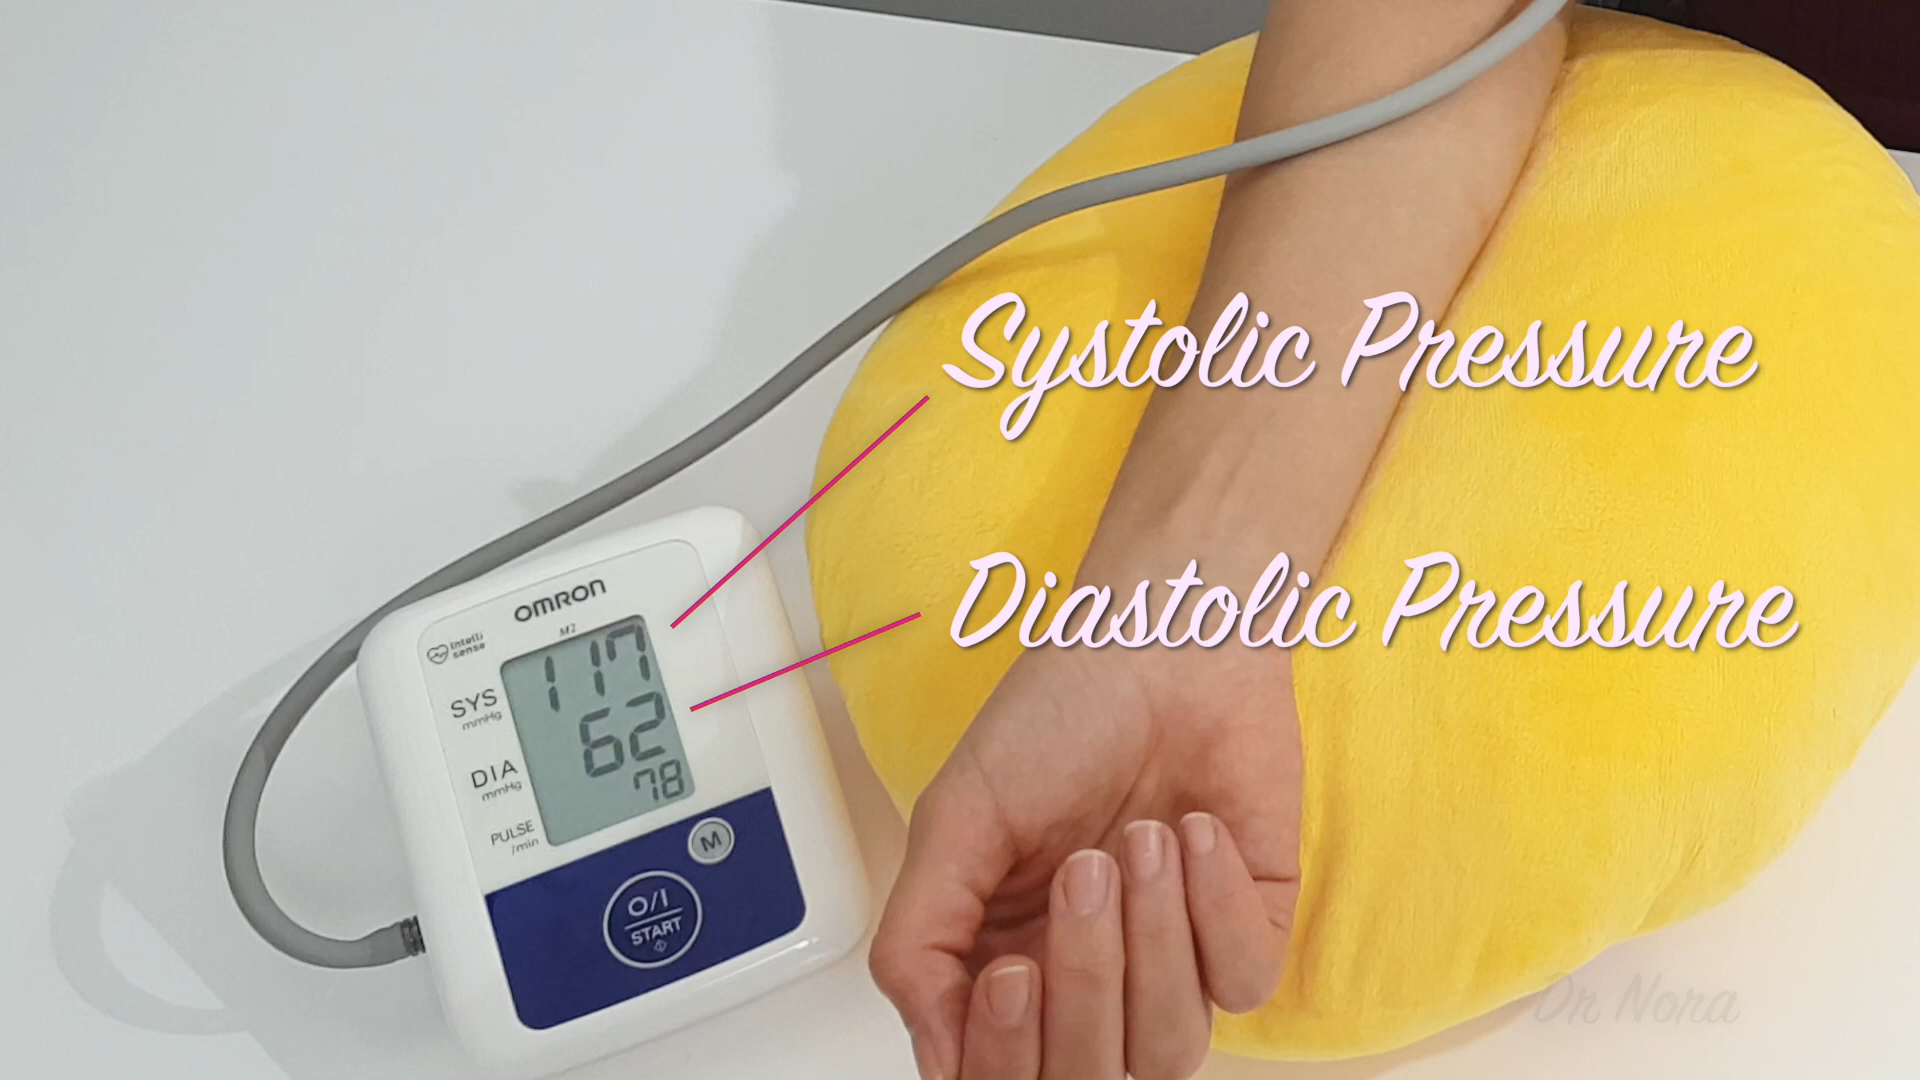 Systolic Pressure
Diastolic Pressure
OMRON
M2
intelli
sense
SYS
mmHg
117
62
DIA
mmHg
78
PULSE
/min
M
O/I
START
Dr Nora